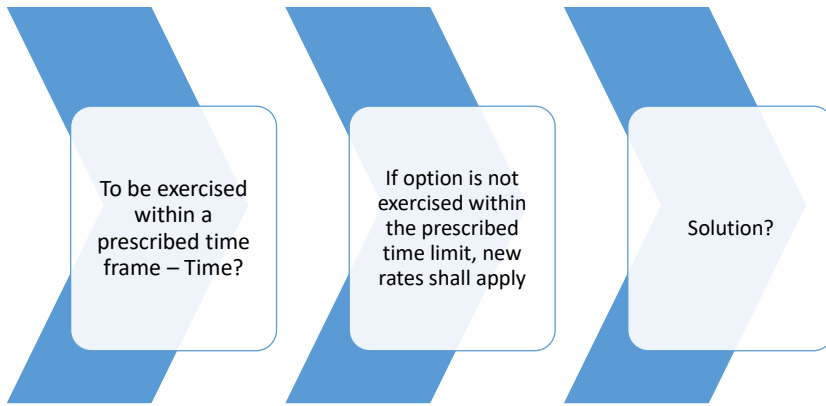 To be exercised
within a
prescribed time
frame – Time?
If option is not
exercised within
the prescribed
time limit, new
rates shall apply
Solution?